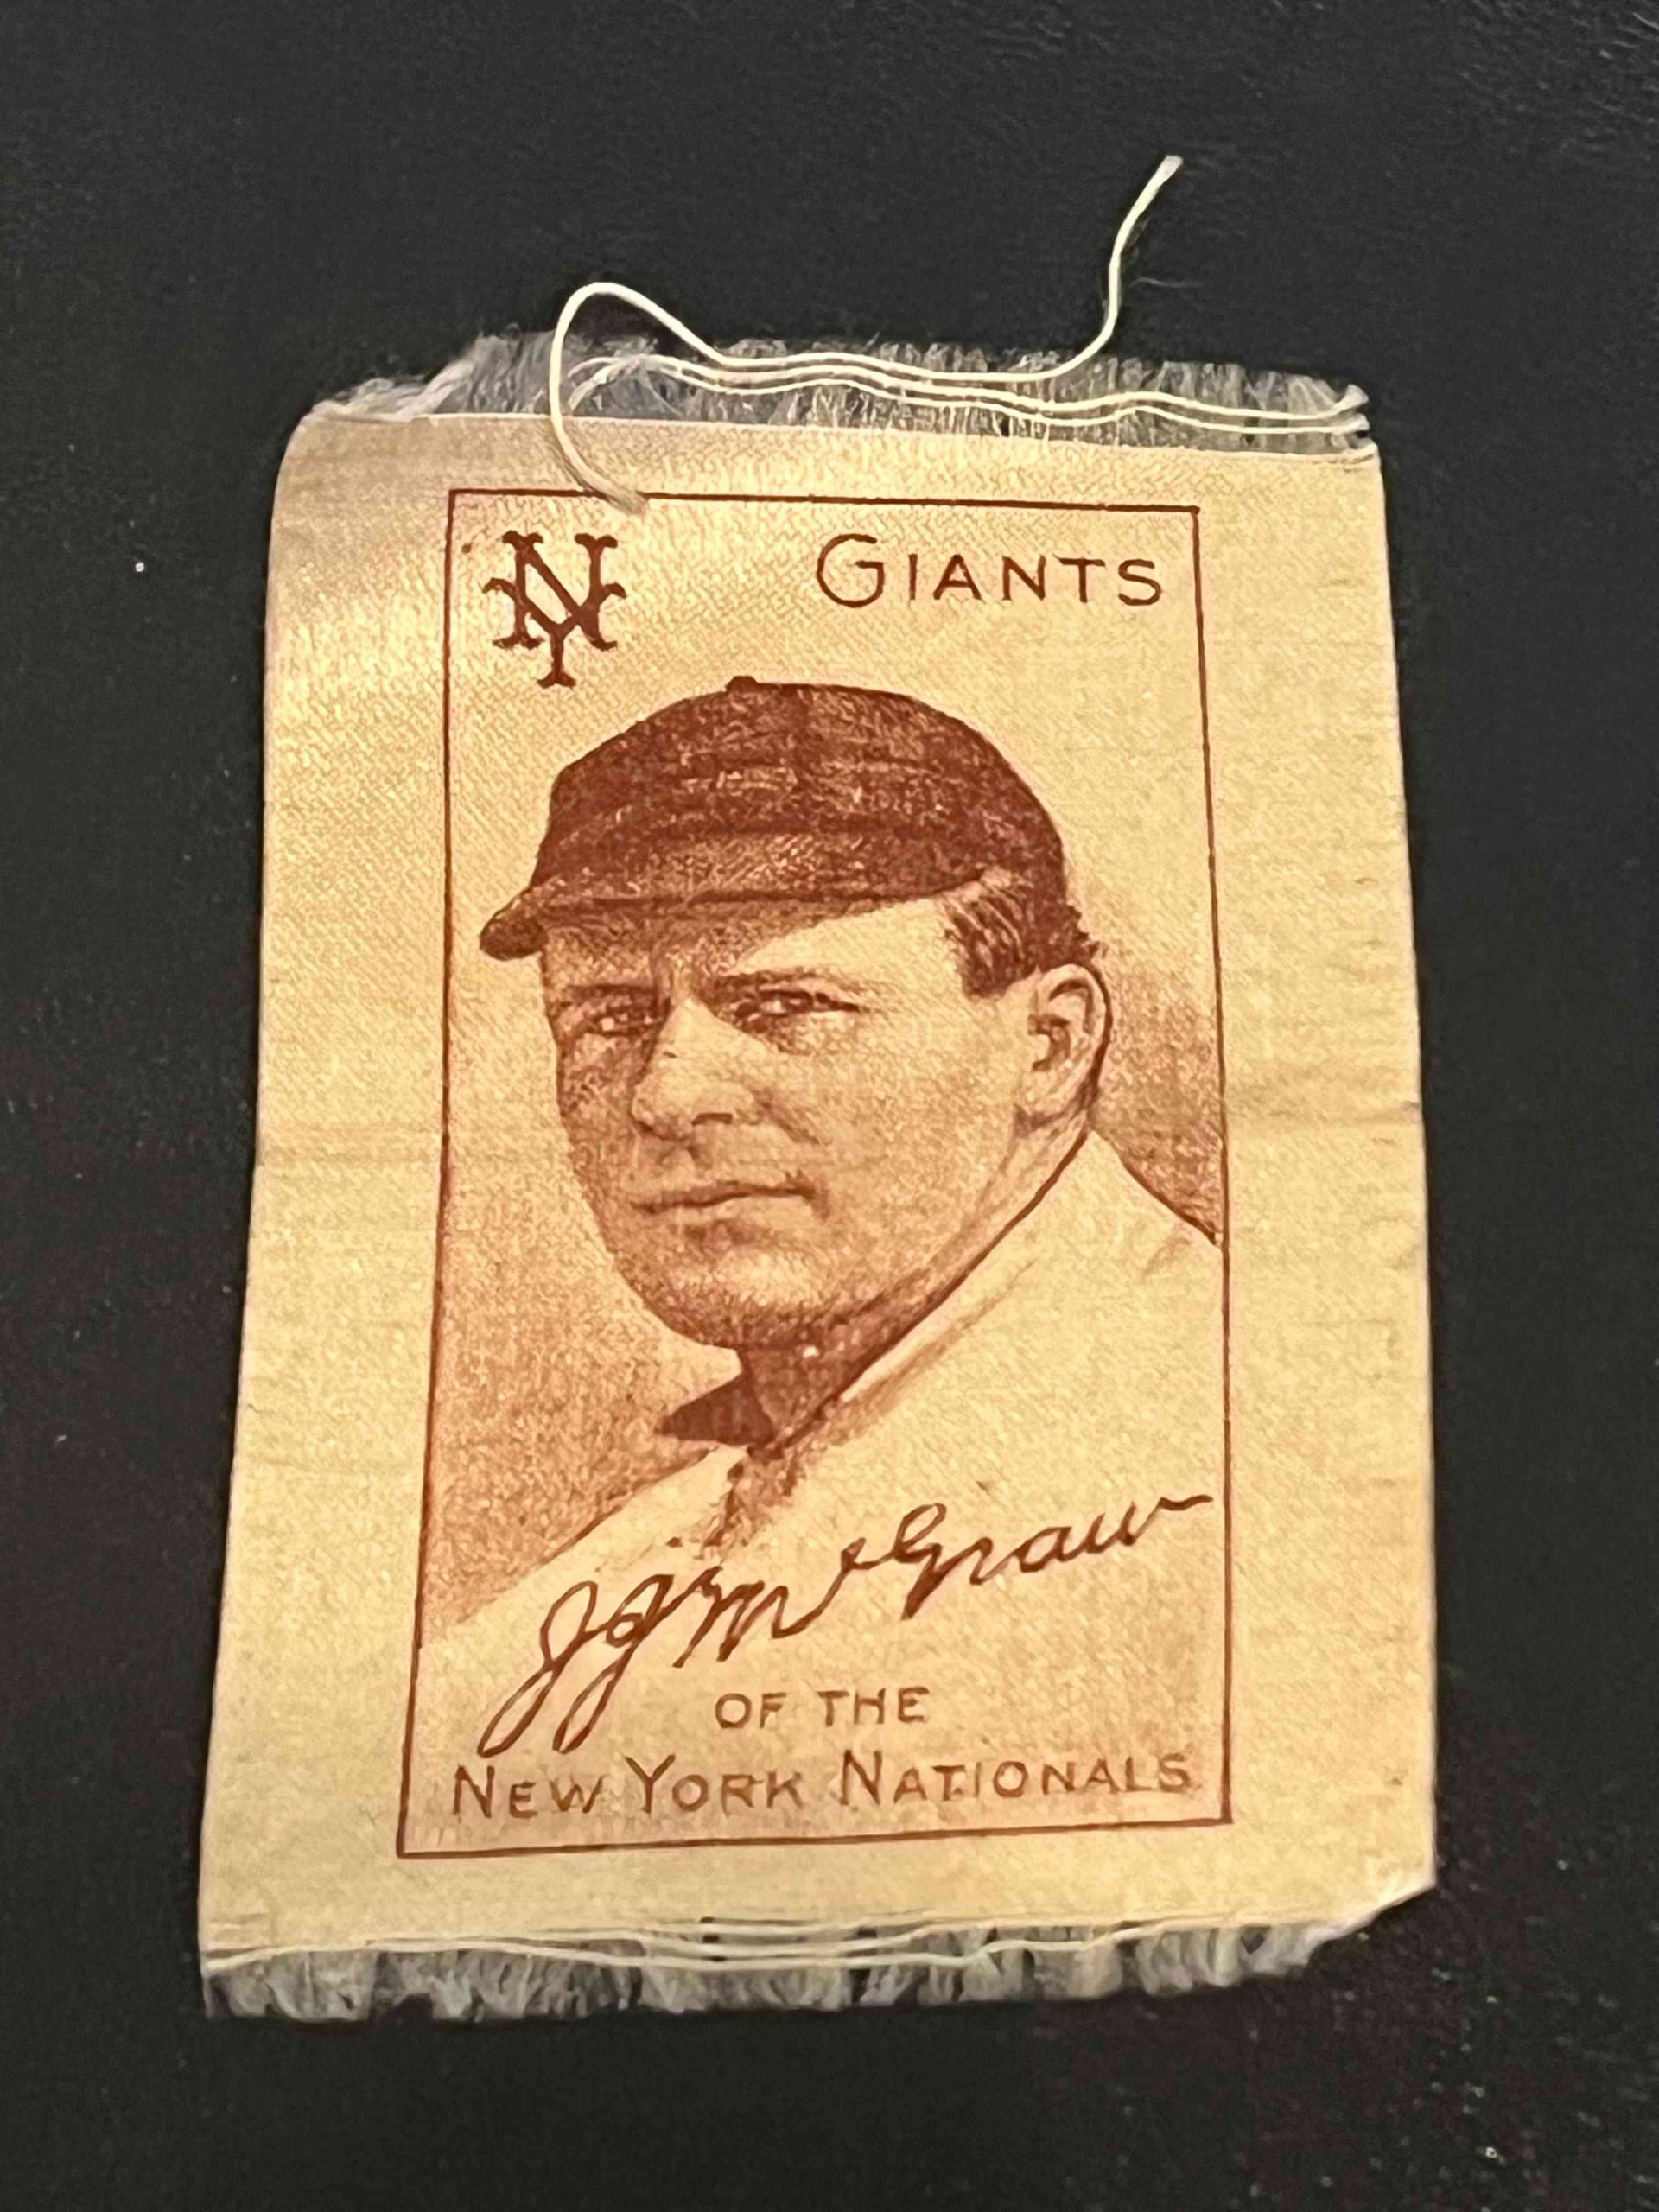 NY GIANTS
J J McGraw
OF THE
NEW YORK NATIONALS